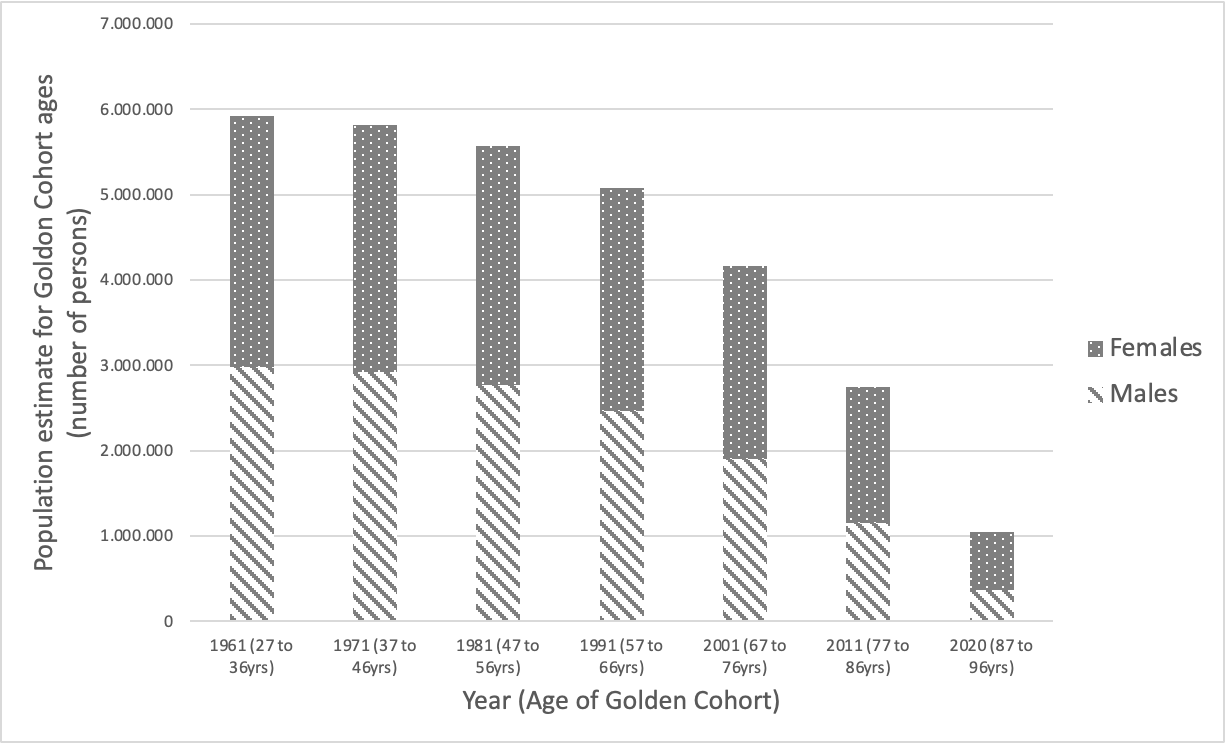 7.000.000
6.000.000
5.000.000
4.000.000
3.000.000
2.000.000
1.000.000
0
Population estimate for Goldon Cohort ages
(number of persons)
1961 (27 to
36yrs)
1971 (37 to
46yrs)
1981 (47 to
56yrs)
1991 (57 to
66yrs)
2001 (67 to
76yrs)
2011 (77 to
86yrs)
2020 (87 to
96yrs)
Year (Age of Golden Cohort)
Females
Males